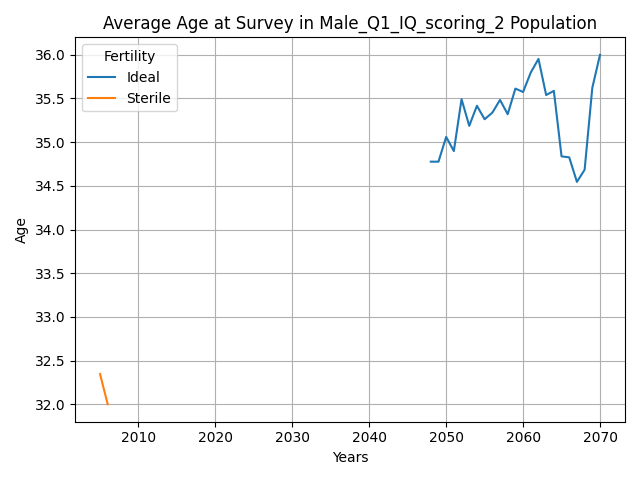 Average Age at Survey in Male_Q1_IQ_scoring_2 Population
Fertility
Ideal
Sterile
Age
36.0
35.5
35.0
34.5
34.0
33.5
33.0
32.5
32.0
2010 2020 2030 2040 2050 2060 2070
Years